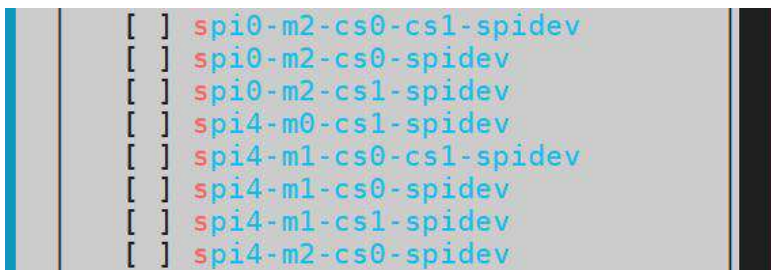 [ ] spi0-m2-cs0-cs1-spidev
[ ] spi0-m2-cs0-spidev
[ ] spi0-m2-cs1-spidev
[ ] spi4-m0-cs1-spidev
[ ] spi4-m1-cs0-cs1-spidev
[ ] spi4-m1-cs0-spidev
[ ] spi4-m1-cs1-spidev
[ ] spi4-m2-cs0-spidev